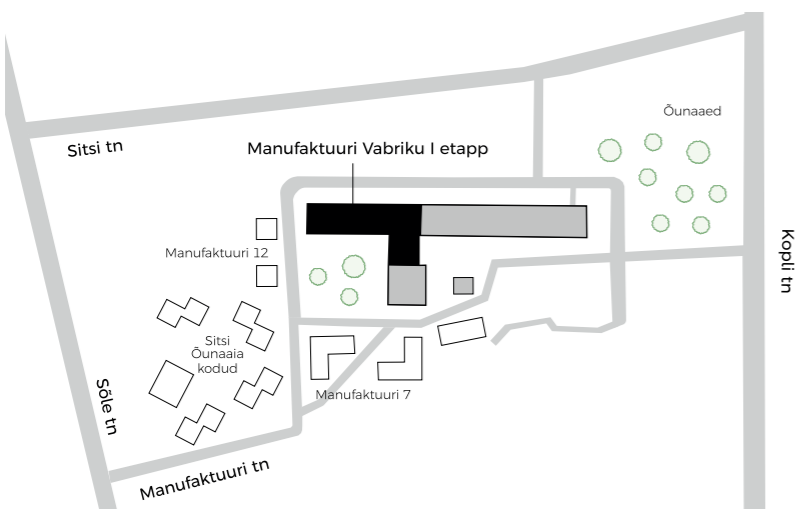 Õunaaed
Sitsi tn
Manufaktuuri Vabriku I etapp
Manufaktuuri 12
Kopli tn
Sitsi
Õunaaia
kodud
Sõle tn
Manufaktuuri 7
Manufaktuuri tn